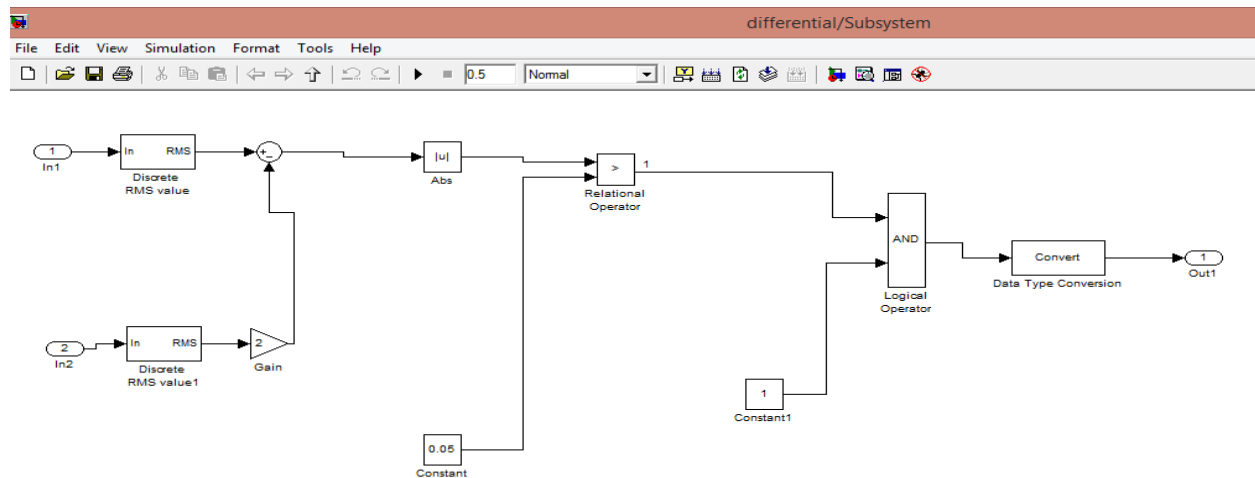 differential/Subsystem
File Edit View Simulation Format Tools Help
0.5 Normal
1
In1
In RMS
Discrete
RMS value
+
-
|u|
Abs
>
1
Relational
Operator
AND
Logical
Operator
Convert
Data Type Conversion
1
Out1
2
In2
In RMS
Discrete
RMS value1
2
Gain
1
Constant1
0.05
Constant